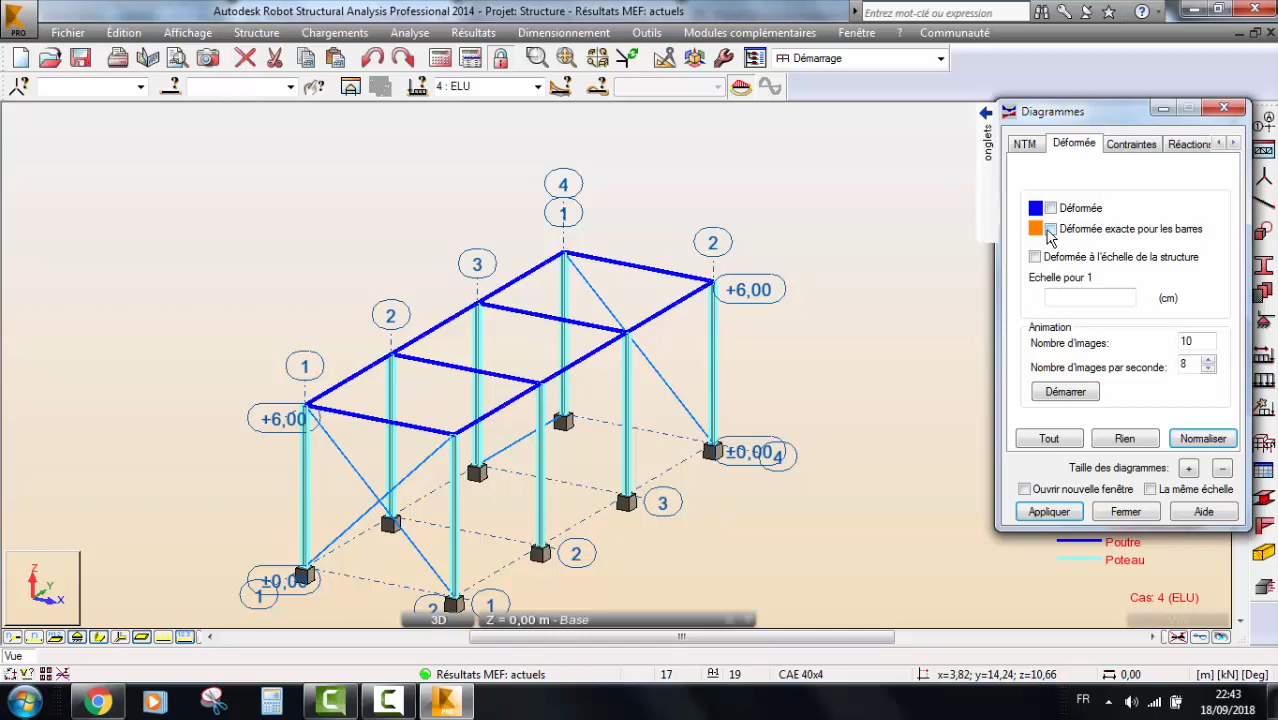 Autodesk Robot Structural Analysis Professional 2014 - Projet: Structure - Résultats MEF: actuels
Entrez mot-clé ou expression
PRO
Fichier Édition Affichage Structure Chargements Analyse Résultats Dimensionnement Outils Modules complémentaires Fenêtre ? Communauté
Démarrage
4 : ELU
Diagrammes
onglets
NTM Déformée Contraintes Réactions
Déformée
Déformée exacte pour les barres
Deformée à l'échelle de la structure
Echelle pour 1
(cm)
Animation
Nombre d'images: 10
Nombre d'images par seconde: 8
Démarrer
Tout Rien Normaliser
Taille des diagrammes: + -
Ouvrir nouvelle fenêtre La même échelle
Appliquer Fermer Aide
4
1
2
3
+6,00
2
1
+6,00
±0,00
4
3
2
±0,00
1
2
1
Z
Y
X
Poutre
Poteau
Cas: 4 (ELU)
3D Z = 0,00 m - Base
Vue
Résultats MEF: actuels 17 19 CAE 40x4 x=3,82; y=14,24; z=10,66 0,00 [m] [kN] [Deg]
FR
22:43
18/09/2018